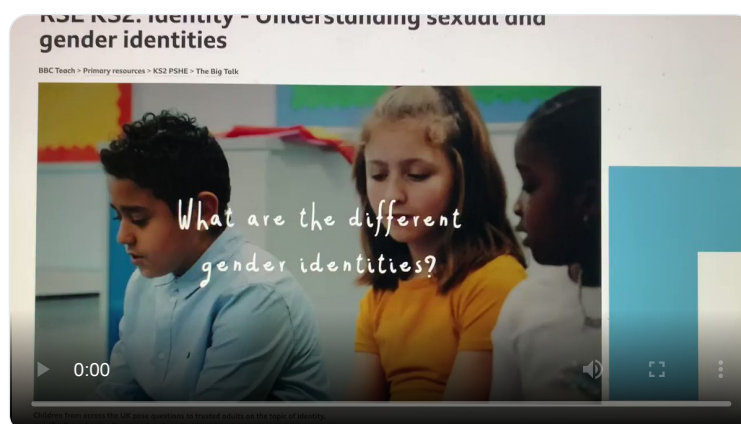 RSE KS2: Identity - Understanding sexual and
gender identities
BBC Teach > Primary resources > KS2 PSHE > The Big Talk
What are the different
gender identities?
0:00
Children from across the UK pose questions to trusted adults on the topic of identity.